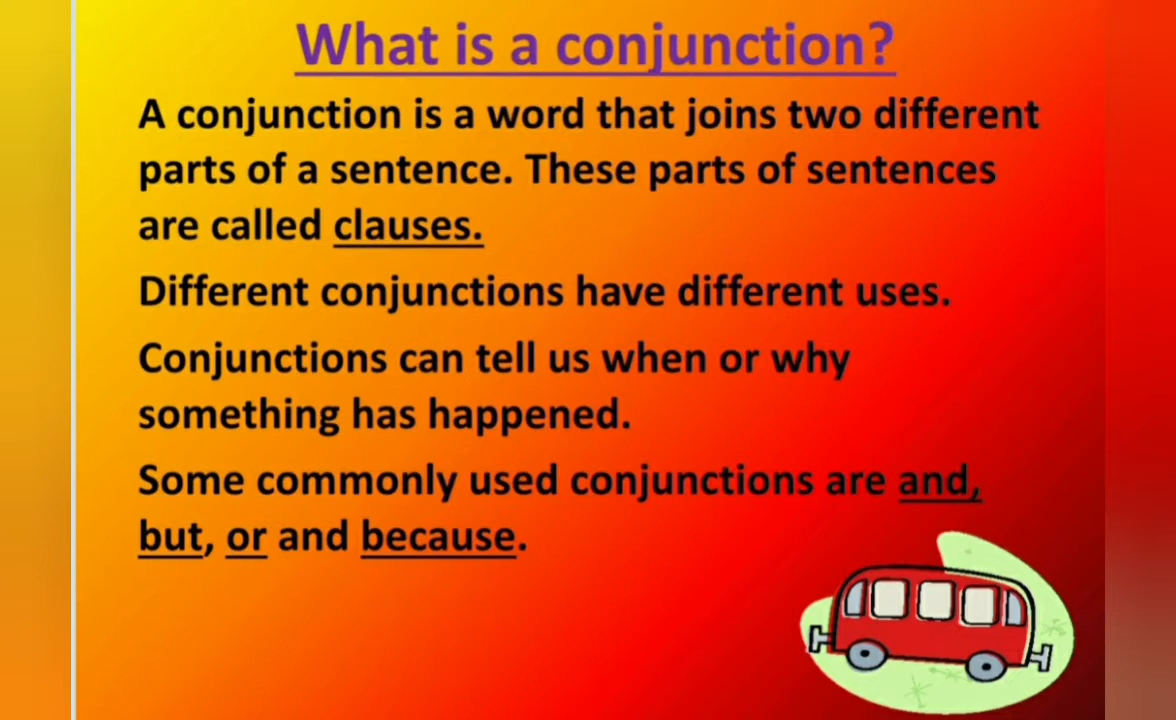 What is a conjunction?
A conjunction is a word that joins two different
parts of a sentence. These parts of sentences
are called clauses.
Different conjunctions have different uses.
Conjunctions can tell us when or why
something has happened.
Some commonly used conjunctions are and,
but, or and because.